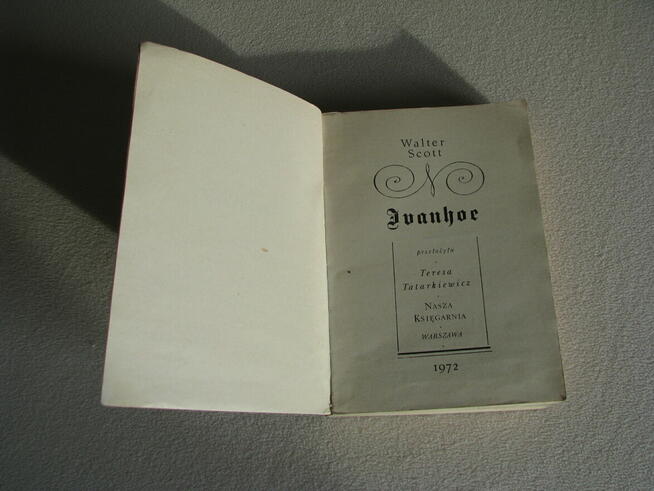 Walter
Scott
Ivanhoe
przełożyła
Teresa
Tatarkiewicz
NASZA
KSIĘGARNIA
WARSZAWA
1972